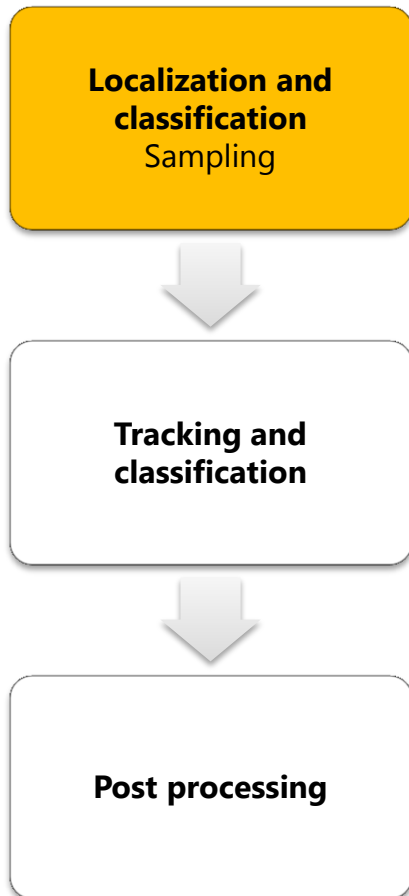 Localization and
classification
Sampling
Tracking and
classification
Post processing